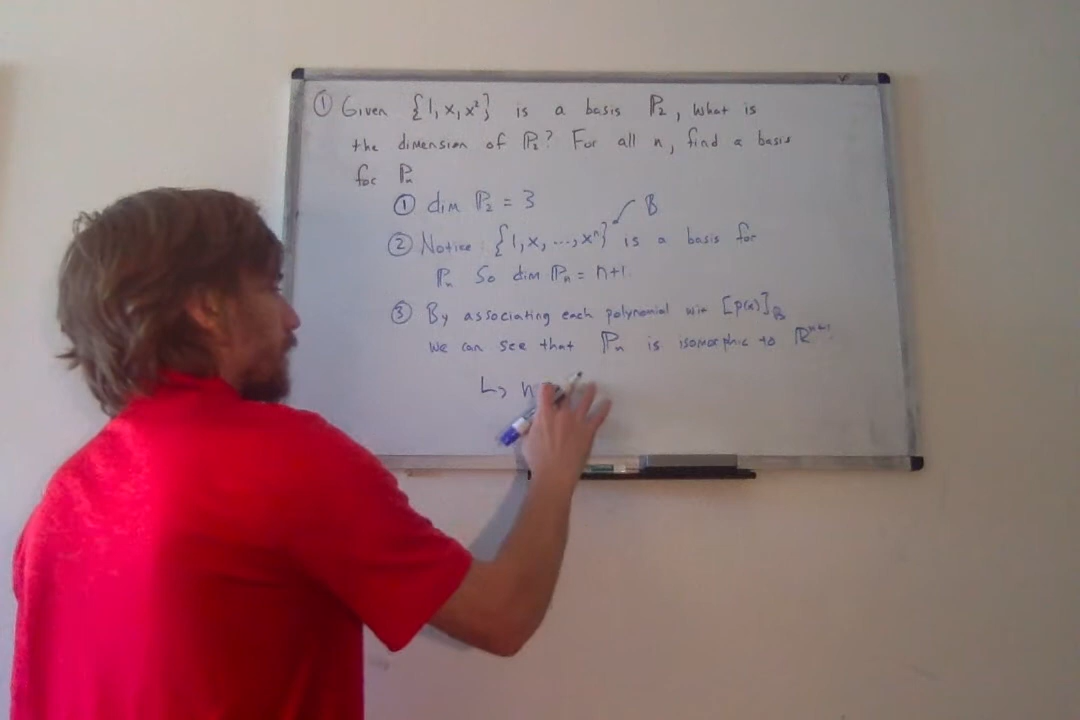 ① Given {1, x, x²} is a basis ℙ₂, what is
the dimension of ℙ₂? For all n, find a basis
for ℙₙ
① dim ℙ₂ = 3
B
② Notice: {1, x, ..., xⁿ} is a basis for
ℙₙ So dim ℙₙ = n+1.
③ By associating each polynomial with [p(x)]_B
we can see that ℙₙ is isomorphic to ℝⁿ⁺¹.
↳ n